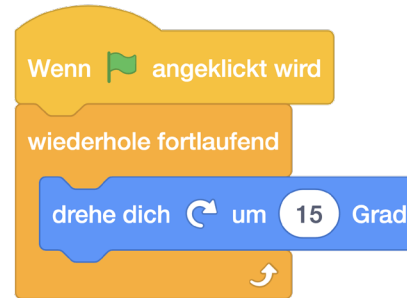 Wenn angeklickt wird
wiederhole fortlaufend
drehe dich um 15 Grad